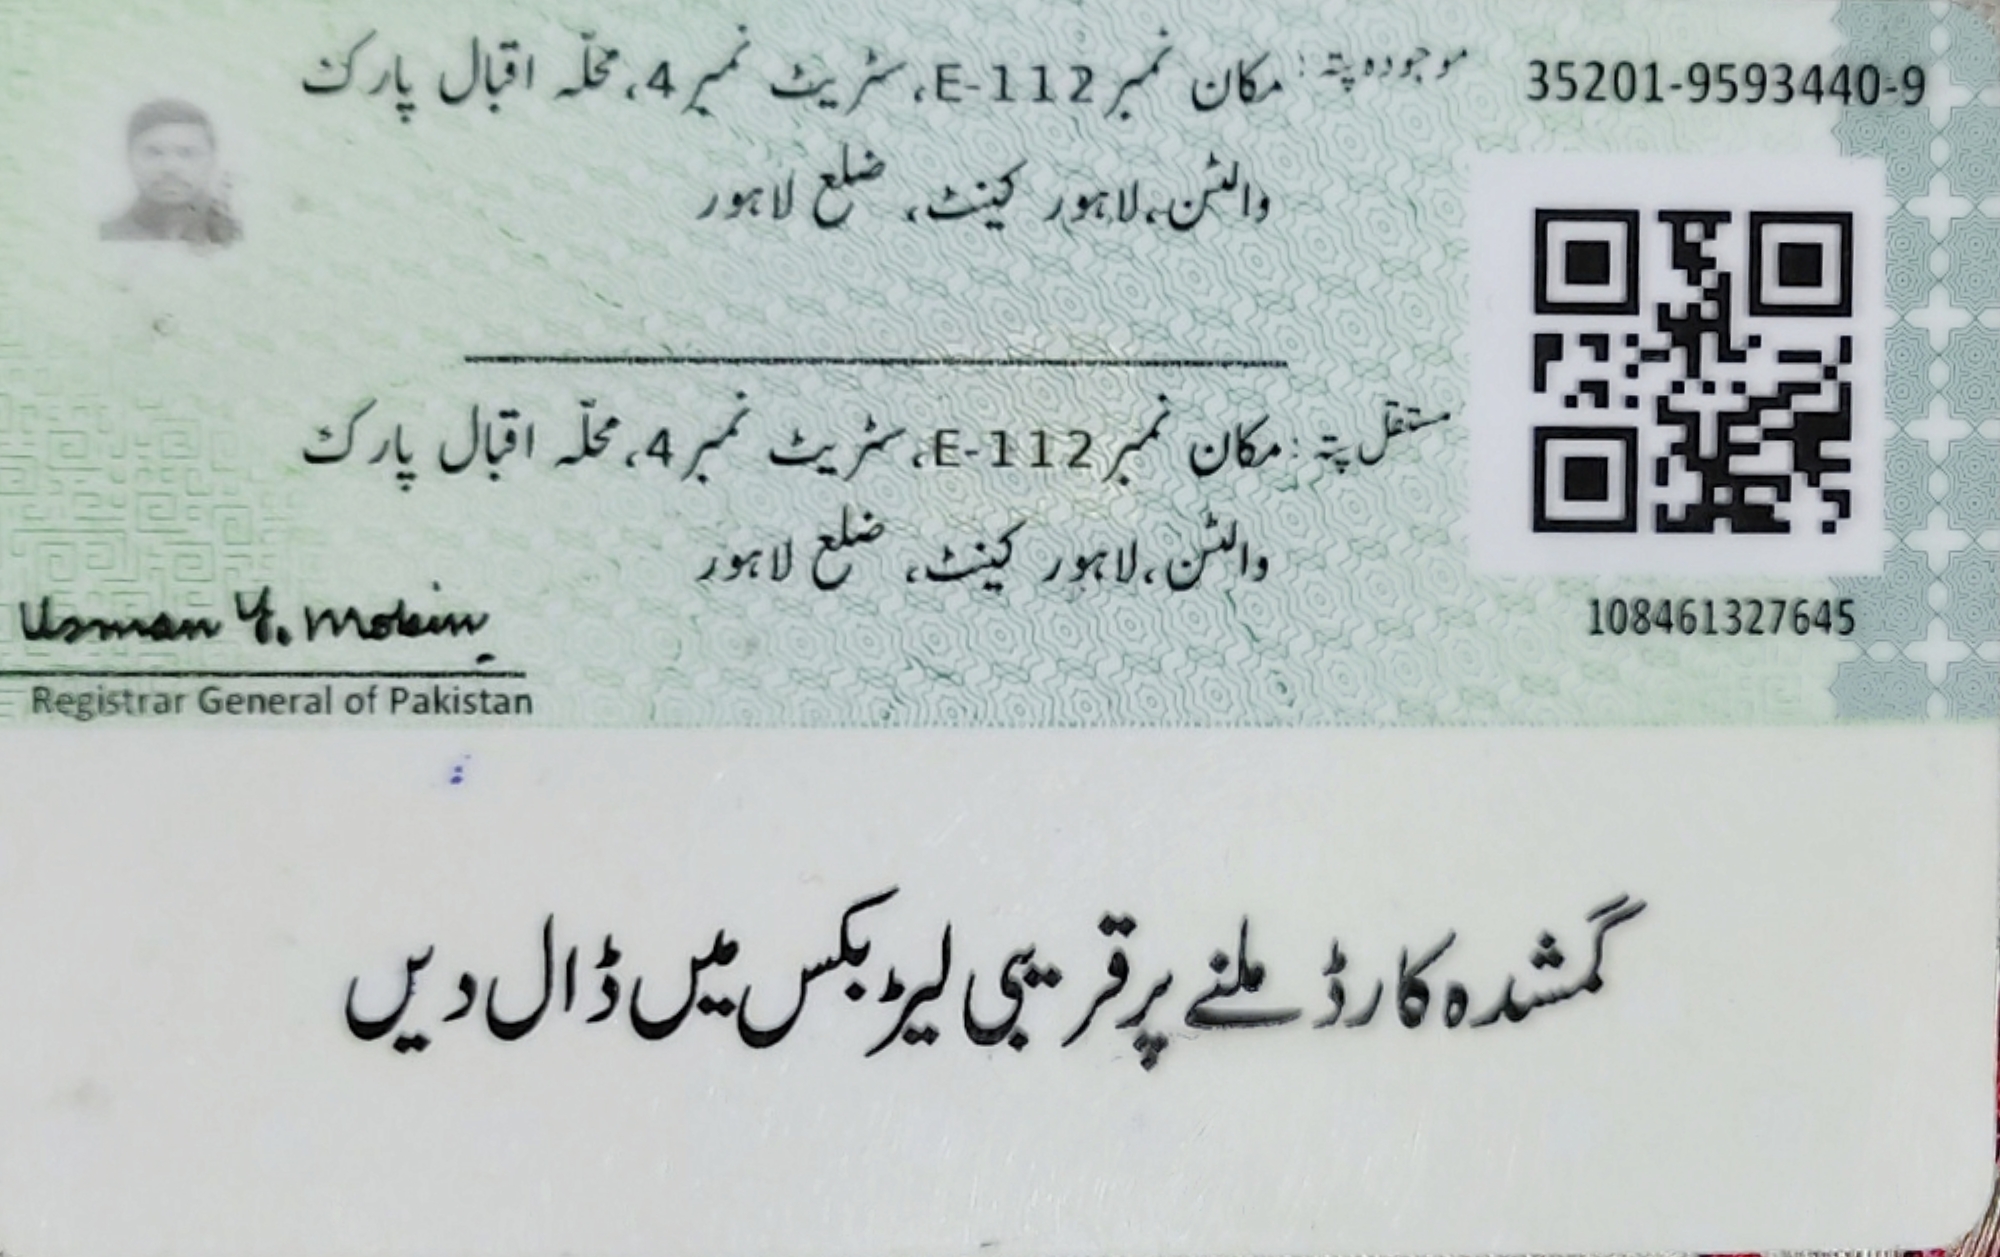 35201-9593440-9
موجودہ پتہ: مکان نمبر E-112، سٹریٹ نمبر 4، محلّہ اقبال پارک
والٹن، لاہور کینٹ، ضلع لاہور
مستقل پتہ: مکان نمبر E-112، سٹریٹ نمبر 4، محلّہ اقبال پارک
والٹن، لاہور کینٹ، ضلع لاہور
108461327645
Usman Y. Mobin
Registrar General of Pakistan
گمشدہ کارڈ ملنے پر قریبی لیٹر بکس میں ڈال دیں